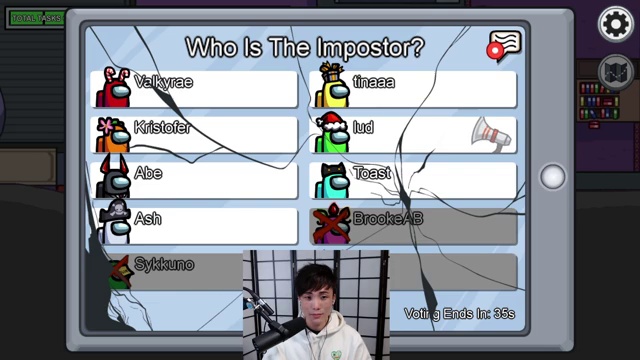 TOTAL TASKS
Who Is The Impostor?
Valkyrae
tinaaa
Kristofer
lud
Abe
Toast
Ash
BrookeAB
Sykkuno
Voting Ends In: 35s